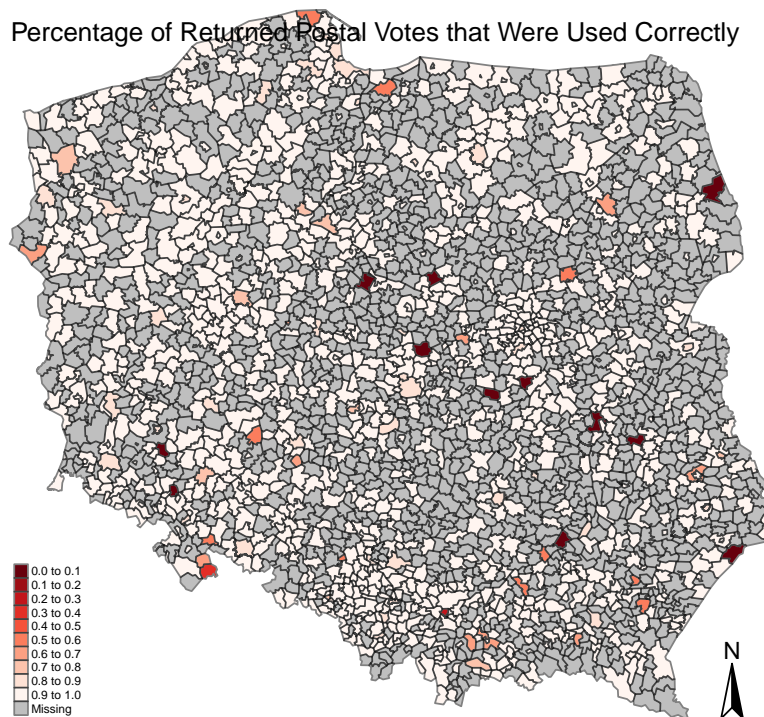 Percentage of Returned Postal Votes that Were Used Correctly
0.0 to 0.1
0.1 to 0.2
0.2 to 0.3
0.3 to 0.4
0.4 to 0.5
0.5 to 0.6
0.6 to 0.7
0.7 to 0.8
0.8 to 0.9
0.9 to 1.0
Missing
N